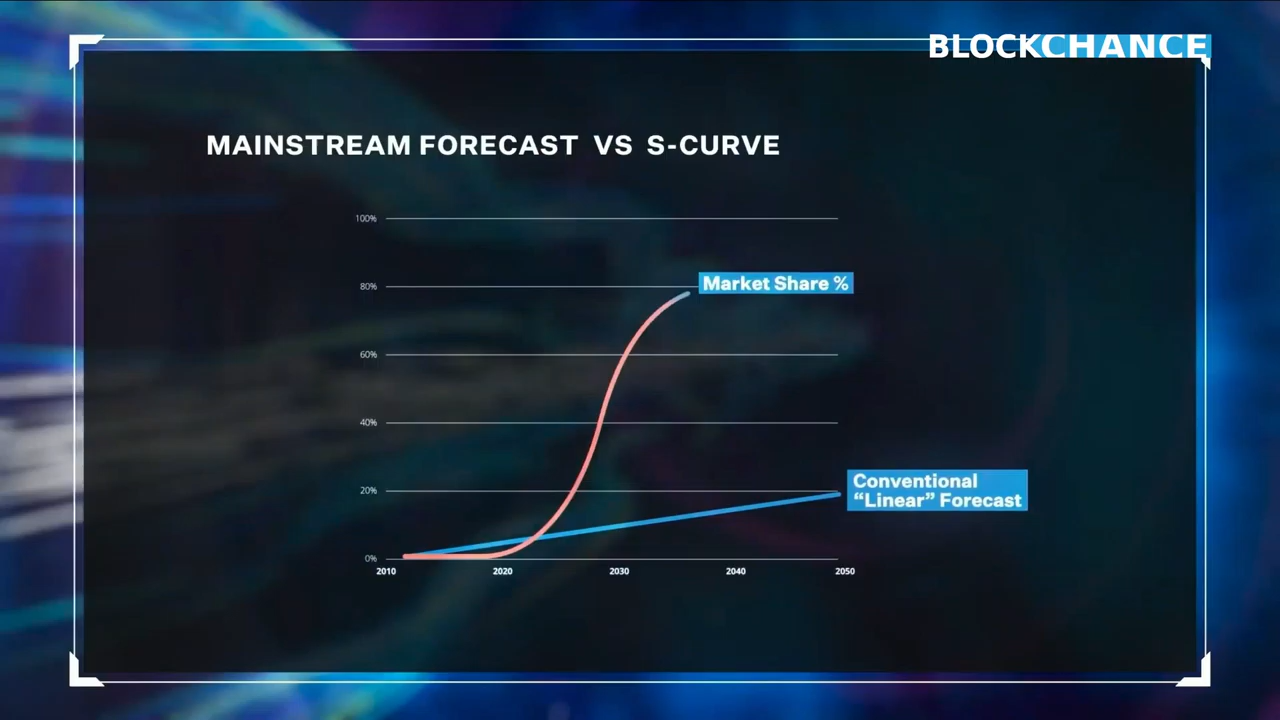 BLOCKCHANCE
MAINSTREAM FORECAST VS S-CURVE
100%
80%
Market Share %
60%
40%
20%
Conventional
“Linear” Forecast
0%
2010 2020 2030 2040 2050